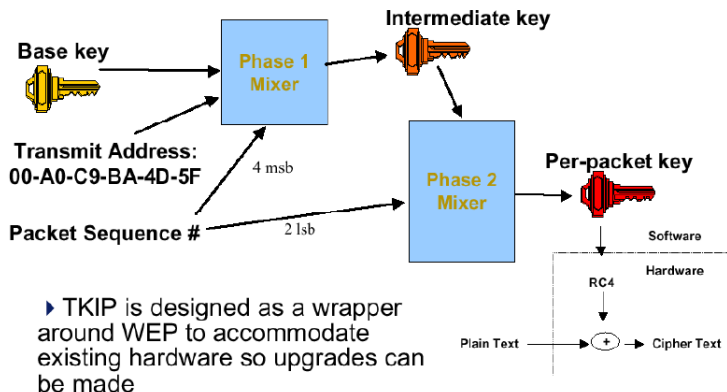 Intermediate key
Base key
Phase 1
Mixer
Transmit Address:
00-A0-C9-BA-4D-5F
4 msb
Phase 2
Mixer
Per-packet key
Packet Sequence #
2 lsb
Software
Hardware
RC4
Plain Text
+
Cipher Text
TKIP is designed as a wrapper
around WEP to accommodate
existing hardware so upgrades can
be made